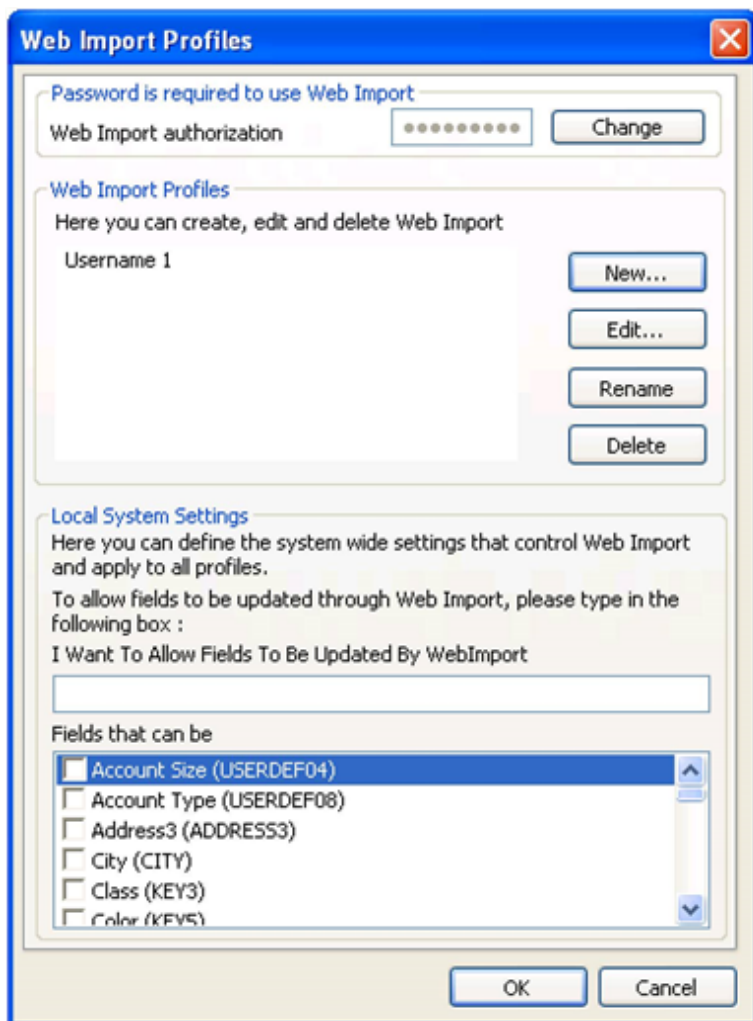 Web Import Profiles
Password is required to use Web Import
Web Import authorization
Change
Web Import Profiles
Here you can create, edit and delete Web Import
Username 1
New...
Edit...
Rename
Delete
Local System Settings
Here you can define the system wide settings that control Web Import
and apply to all profiles.
To allow fields to be updated through Web Import, please type in the
following box :
I Want To Allow Fields To Be Updated By WebImport
Fields that can be
Account Size (USERDEF04)
Account Type (USERDEF08)
Address3 (ADDRESS3)
City (CITY)
Class (KEY3)
Color (KEY5)
OK
Cancel